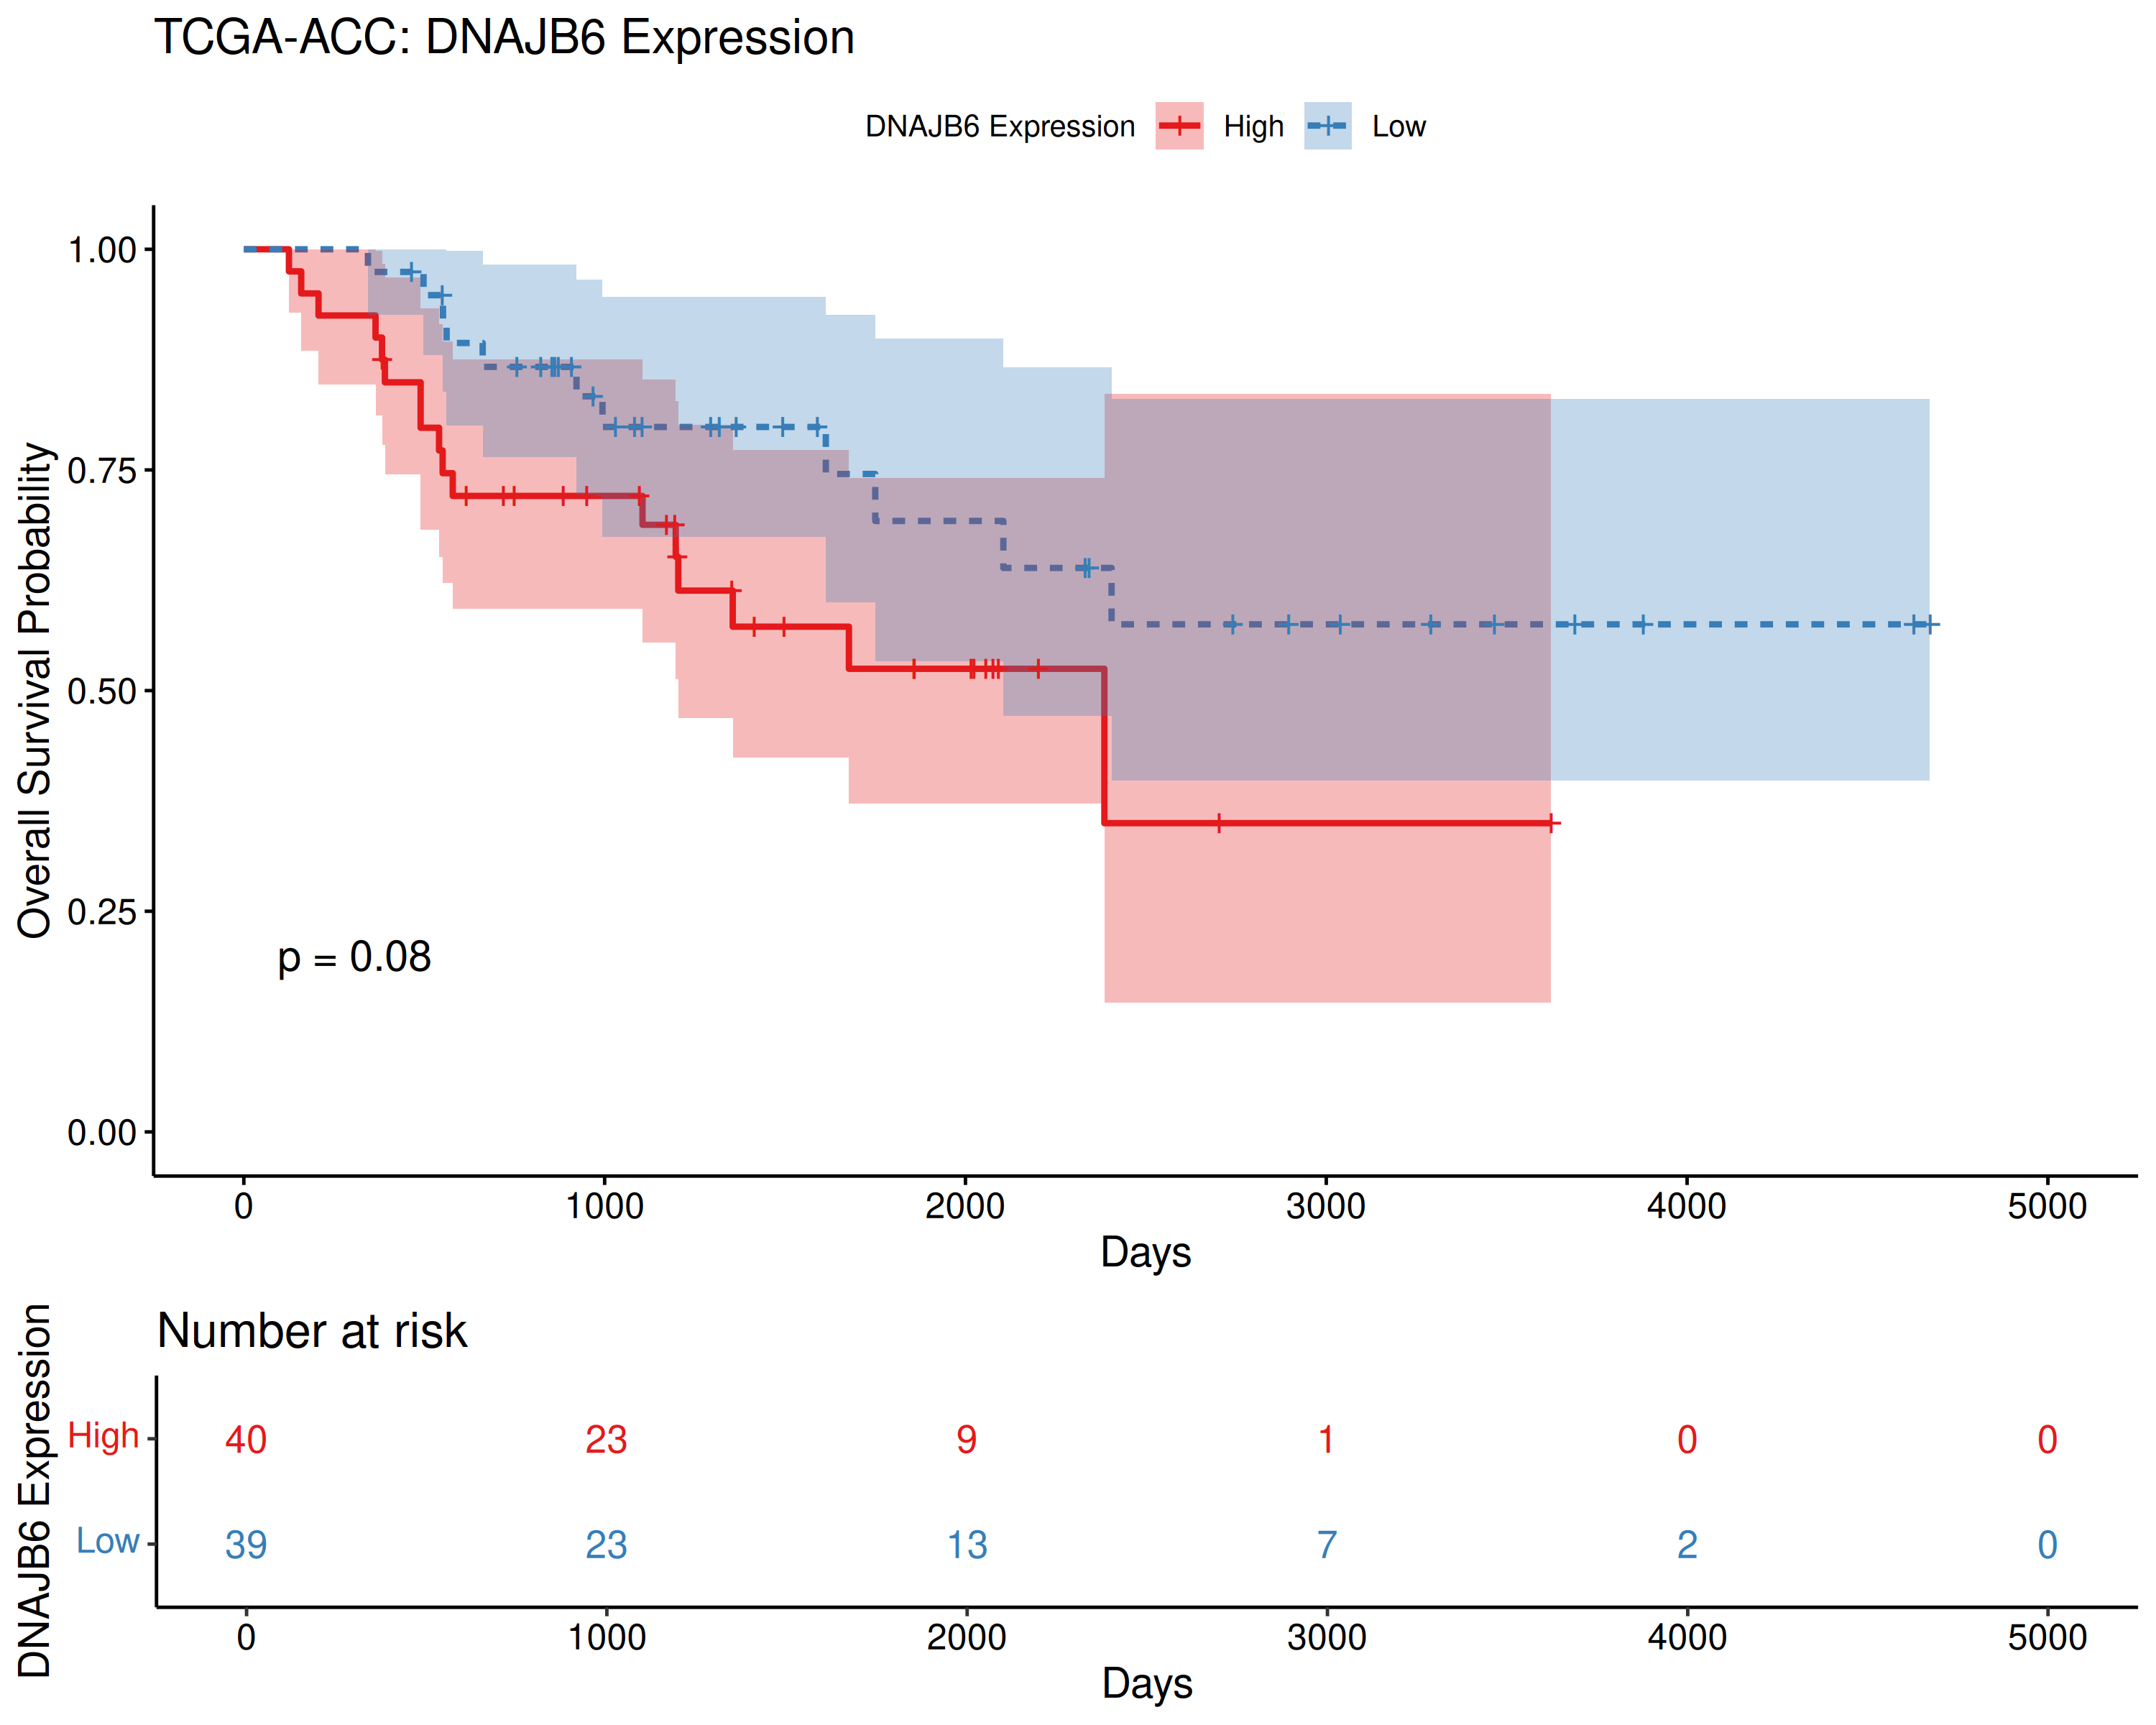 TCGA-ACC: DNAJB6 Expression
DNAJB6 Expression High Low
Overall Survival Probability
1.00
0.75
0.50
0.25
0.00
p = 0.08
0 1000 2000 3000 4000 5000
Days
Number at risk
DNAJB6 Expression
High 40 23 9 1 0 0
Low 39 23 13 7 2 0
0 1000 2000 3000 4000 5000
Days